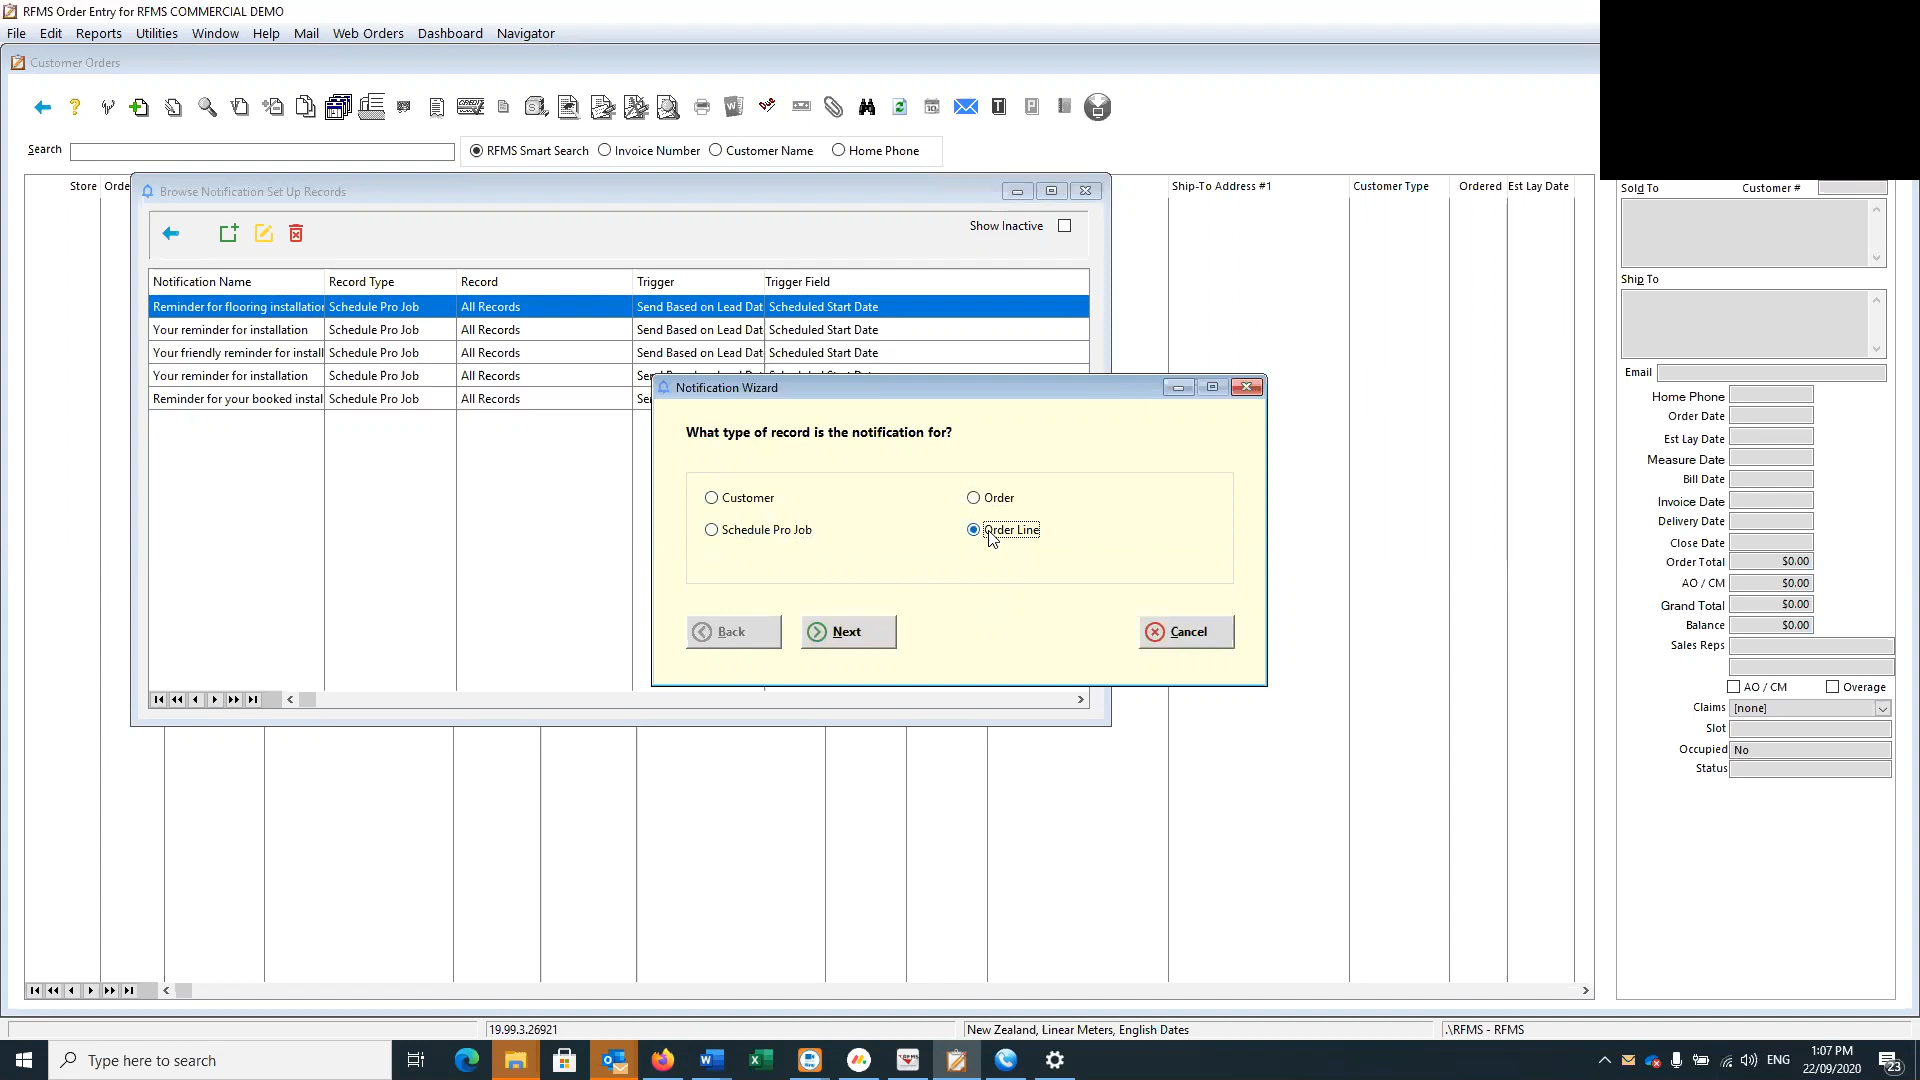 RFMS Order Entry for RFMS COMMERCIAL DEMO
File Edit Reports Utilities Window Help Mail Web Orders Dashboard Navigator
Customer Orders
Search RFMS Smart Search Invoice Number Customer Name Home Phone
Store Orde
Ship-To Address #1 Customer Type Ordered Est Lay Date
Browse Notification Set Up Records
Show Inactive
Notification Name Record Type Record Trigger Trigger Field
Reminder for flooring installation Schedule Pro Job All Records Send Based on Lead Dat Scheduled Start Date
Your reminder for installation Schedule Pro Job All Records Send Based on Lead Dat Scheduled Start Date
Your friendly reminder for install Schedule Pro Job All Records Send Based on Lead Dat Scheduled Start Date
Your reminder for installation Schedule Pro Job All Records
Reminder for your booked instal Schedule Pro Job All Records
Notification Wizard
What type of record is the notification for?
Customer Order
Schedule Pro Job Order Line
Back Next Cancel
Sold To Customer #
Ship To
Email
Home Phone
Order Date
Est Lay Date
Measure Date
Bill Date
Invoice Date
Delivery Date
Close Date
Order Total $0.00
AO / CM $0.00
Grand Total $0.00
Balance $0.00
Sales Reps
AO / CM Overage
Claims [none]
Slot
Occupied No
Status
19.99.3.26921 New Zealand, Linear Meters, English Dates .\RFMS - RFMS
Type here to search
ENG
1:07 PM
22/09/2020
23